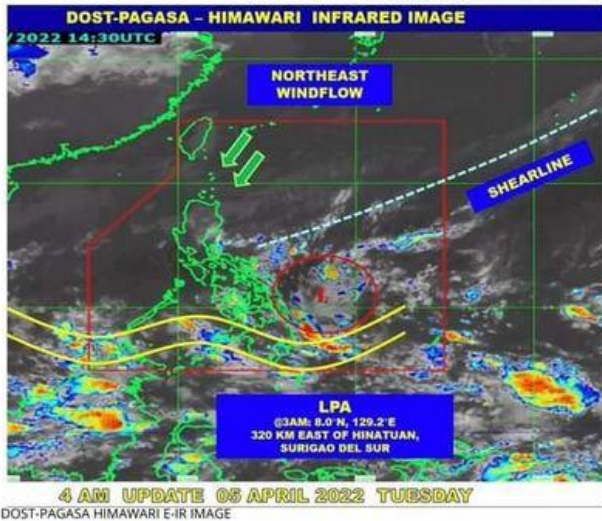 DOST-PAGASA – HIMAWARI INFRARED IMAGE
/2022 14:30UTC
NORTHEAST
WINDFLOW
SHEARLINE
L
LPA
@3AM: 8.0°N, 129.2°E
320 KM EAST OF HINATUAN,
SURIGAO DEL SUR
4 AM UPDATE 05 APRIL 2022 TUESDAY
DOST-PAGASA HIMAWARI E-IR IMAGE